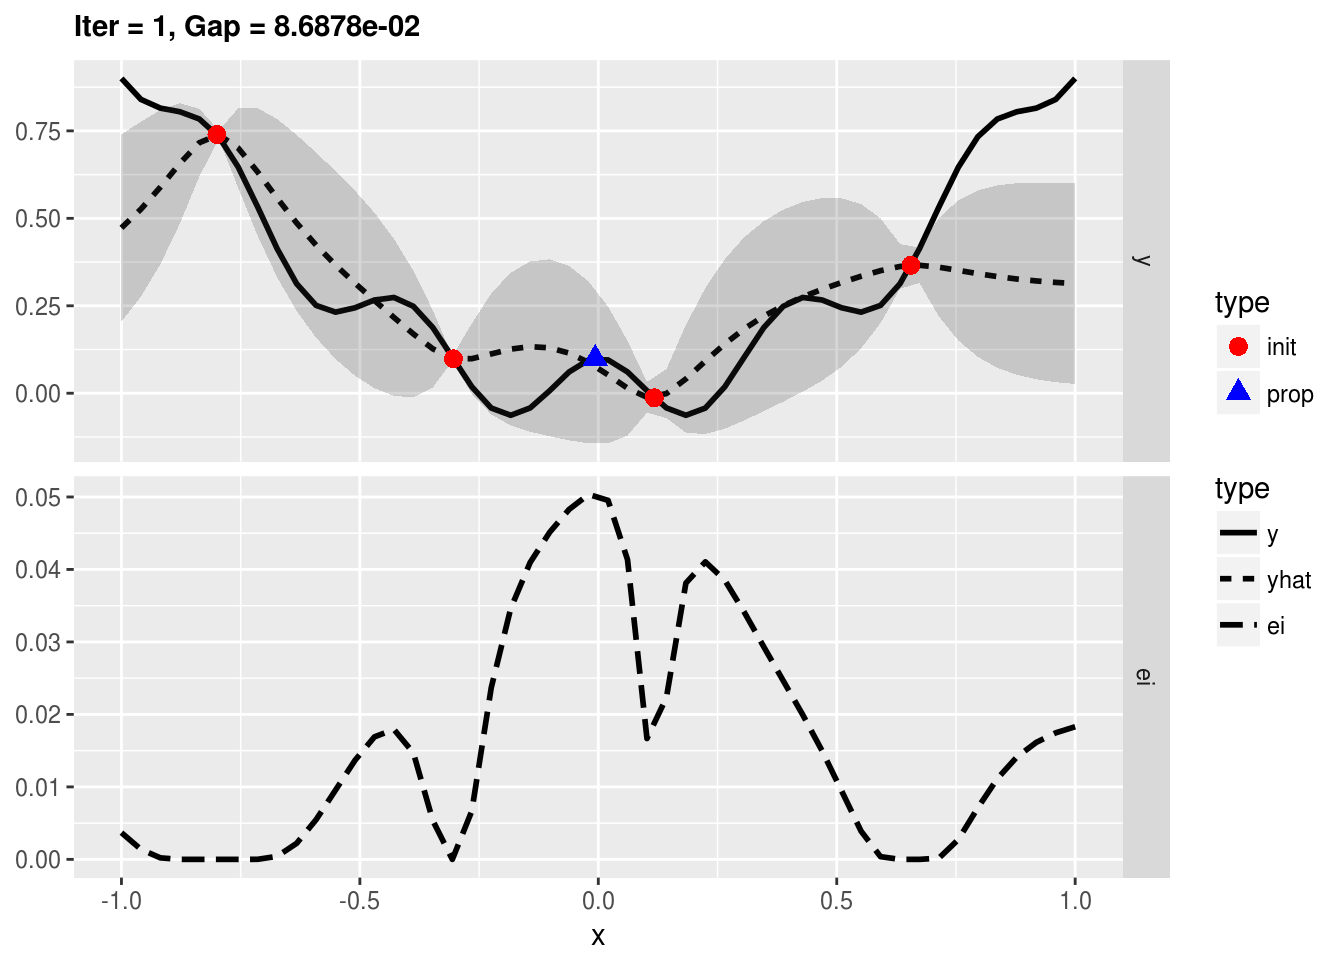 Iter = 1, Gap = 8.6878e-02
0.75
0.50
0.25
0.00
y
0.05
0.04
0.03
0.02
0.01
0.00
ei
-1.0 -0.5 0.0 0.5 1.0
x
type
init
prop
type
y
yhat
ei